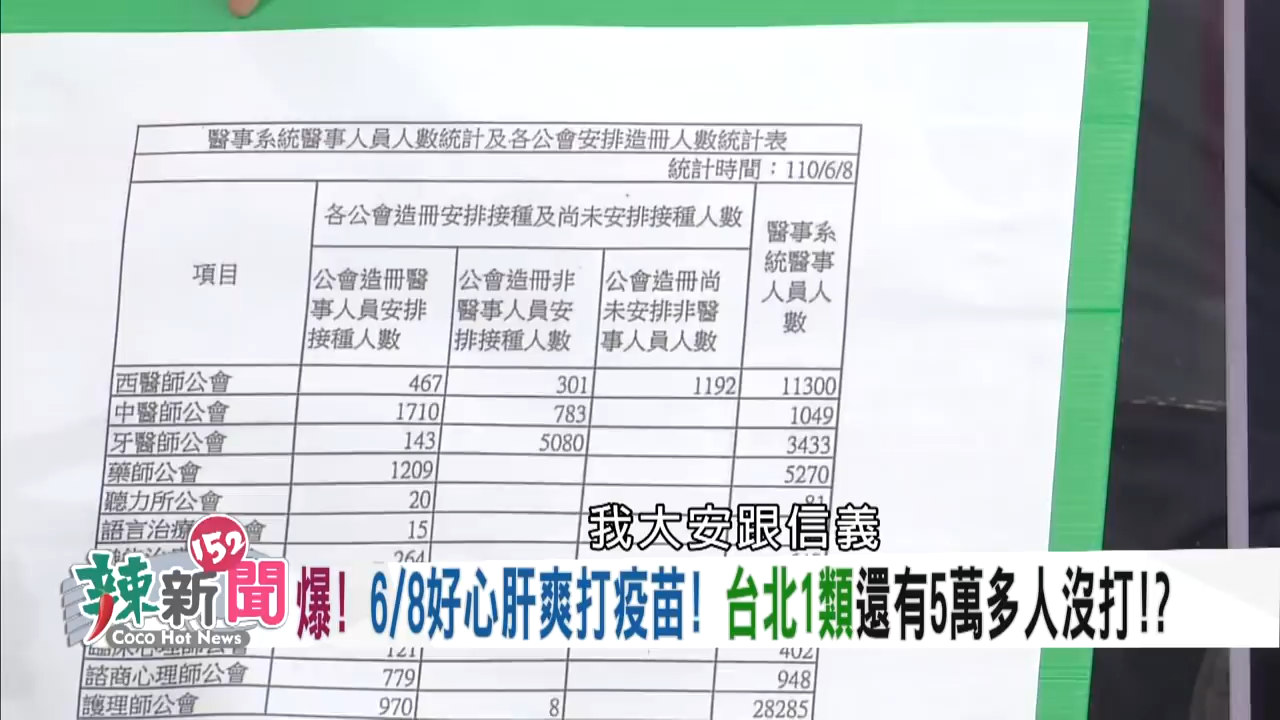 醫事系統醫事人員人數統計及各公會安排造冊人數統計表
統計時間：110/6/8
項目
各公會造冊安排接種及尚未安排接種人數
醫事系
統醫事
人員人
數
公會造冊醫
事人員安排
接種人數
公會造冊非
醫事人員安
排接種人數
公會造冊尚
未安排非醫
事人員人數
西醫師公會 467 301 1192 11300
中醫師公會 1710 783 1049
牙醫師公會 143 5080 3433
藥師公會 1209 5270
聽力所公會 20 81
語言治療 會 15
264
我大安跟信義
152
辣新聞
Coco Hot News
爆! 6/8好心肝爽打疫苗! 台北1類還有5萬多人沒打!?
臨床心理師公會 121 402
諮商心理師公會 779 948
護理師公會 970 8 28285